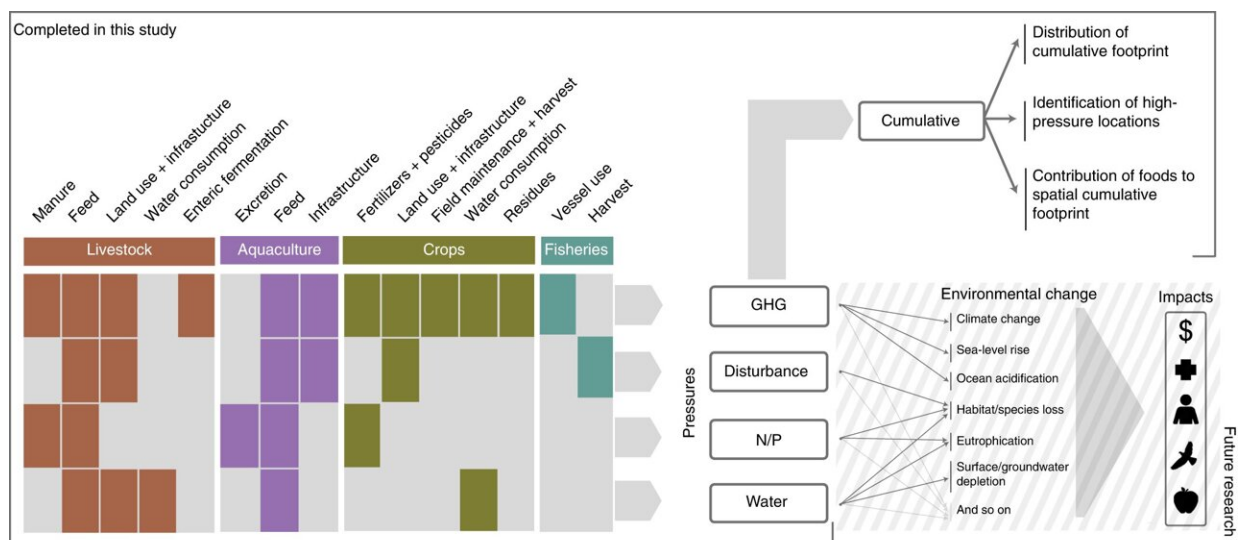 Completed in this study
Manure
Feed
Land use + infrastucture
Water consumption
Enteric fermentation
Excretion
Feed
Infrastructure
Fertilizers + pesticides
Land use + infrastructure
Field maintenance + harvest
Water consumption
Residues
Vessel use
Harvest
Livestock
Aquaculture
Crops
Fisheries
Pressures
GHG
Disturbance
N/P
Water
Cumulative
Distribution of
cumulative footprint
Identification of high-
pressure locations
Contribution of foods to
spatial cumulative
footprint
Environmental change
Climate change
Sea-level rise
Ocean acidification
Habitat/species loss
Eutrophication
Surface/groundwater
depletion
And so on
Impacts
$
Future research